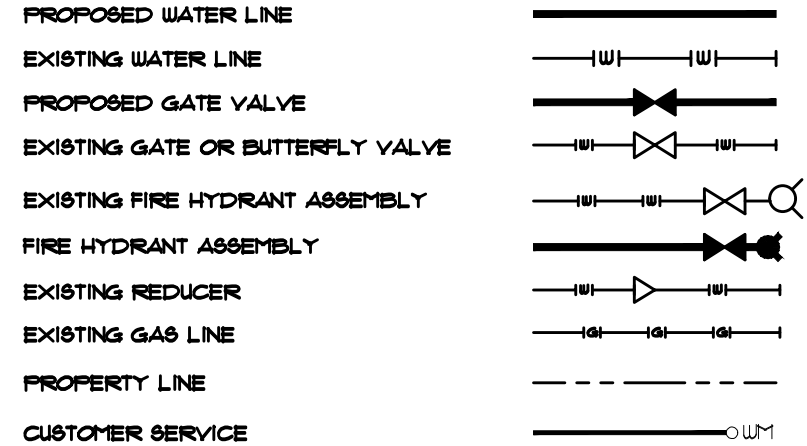 PROPOSED WATER LINE
EXISTING WATER LINE W W
PROPOSED GATE VALVE
EXISTING GATE OR BUTTERFLY VALVE W W
EXISTING FIRE HYDRANT ASSEMBLY W W
FIRE HYDRANT ASSEMBLY
EXISTING REDUCER W W
EXISTING GAS LINE G G G
PROPERTY LINE
CUSTOMER SERVICE WM